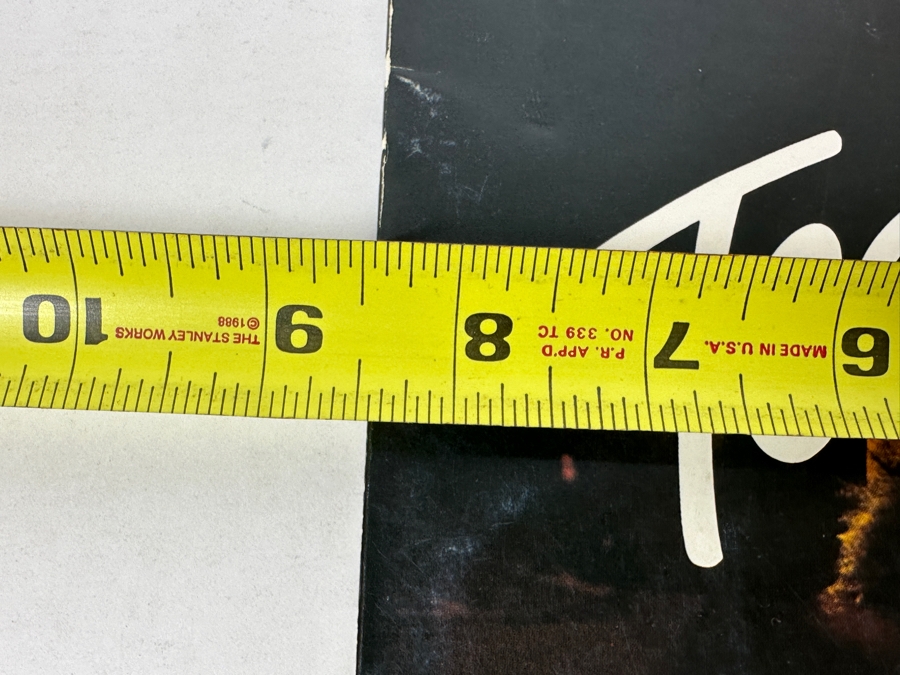 6
MADE IN U.S.A.
7
P.R. APP'D
NO. 339 TC
8
9
©1988
THE STANLEY WORKS
10